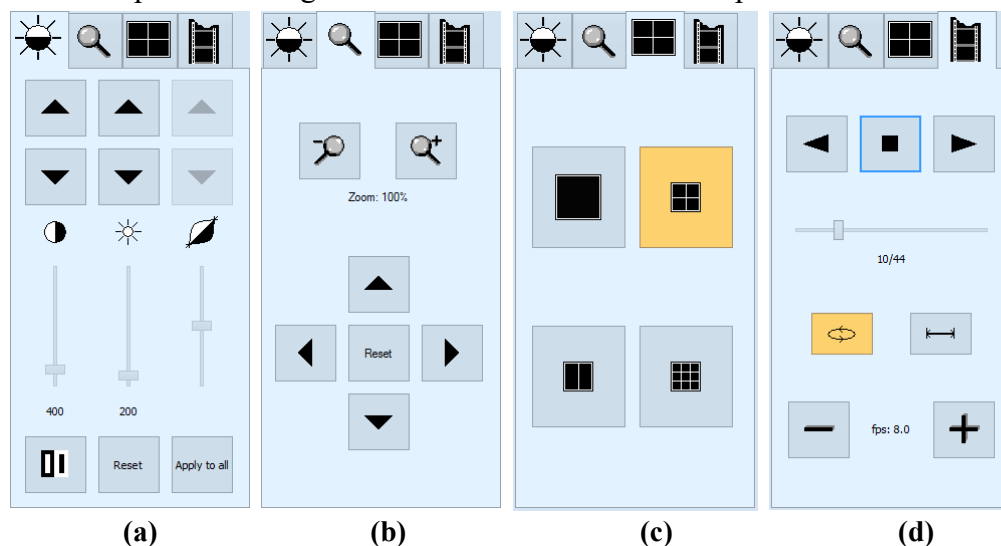 Zoom: 100%
10/44
Reset
400
200
fps: 8.0
Reset
Apply to all
(a)
(b)
(c)
(d)